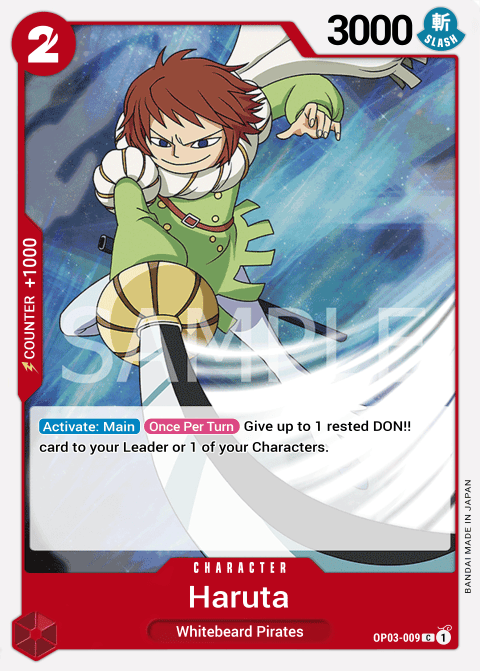 2
3000
斬
SLASH
COUNTER +1000
SAMPLE
Activate: Main Once Per Turn Give up to 1 rested DON!!
card to your Leader or 1 of your Characters.
BANDAI MADE IN JAPAN
CHARACTER
Haruta
Whitebeard Pirates
OP03-009 C 1